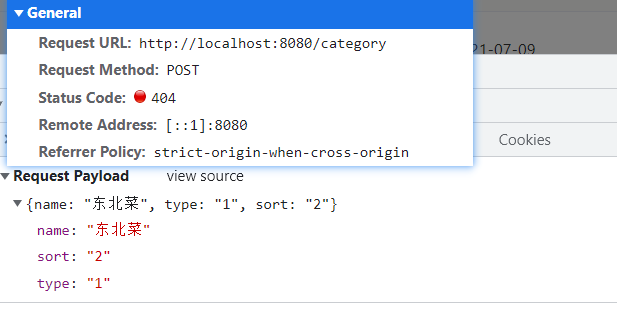 General
Request URL: http://localhost:8080/category
Request Method: POST
Status Code: 404
Remote Address: [::1]:8080
Referrer Policy: strict-origin-when-cross-origin
21-07-09
Cookies
Request Payload view source
{name: "东北菜", type: "1", sort: "2"}
name: "东北菜"
sort: "2"
type: "1"